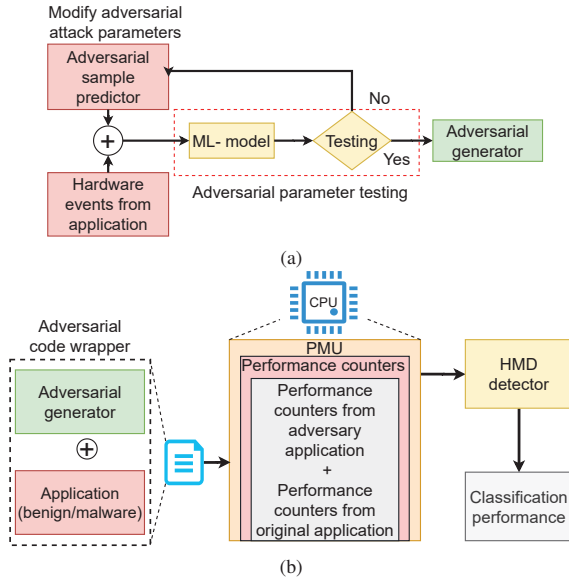 Modify adversarial
attack parameters
Adversarial
sample
predictor
No
ML- model
Testing
Yes
Adversarial
generator
Hardware
events from
application
Adversarial parameter testing
(a)
CPU
Adversarial
code wrapper
PMU
Performance counters
Adversarial
generator
Performance
counters from
adversary
application
+
Performance
counters from
original application
HMD
detector
Application
(benign/malware)
Classification
performance
(b)